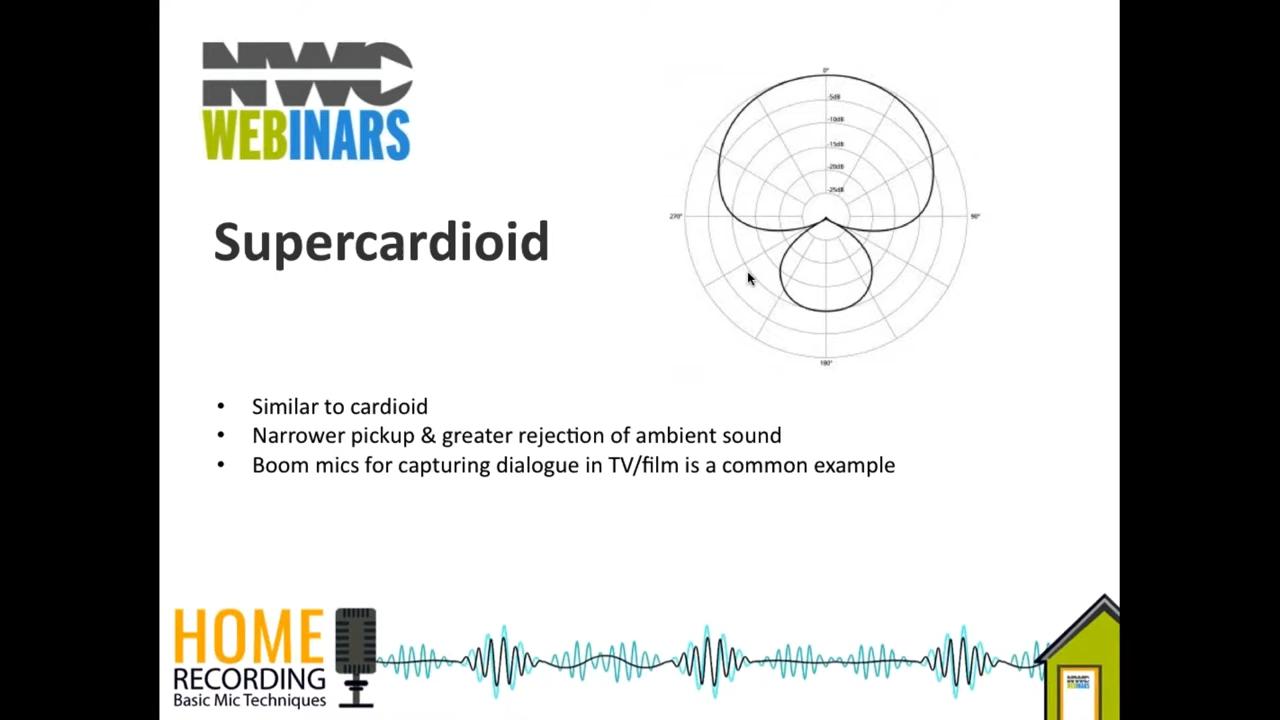 NWC
WEBINARS
0°
-5dB
-10dB
-15dB
-20dB
-25dB
270°
90°
180°
Supercardioid
• Similar to cardioid
• Narrower pickup & greater rejection of ambient sound
• Boom mics for capturing dialogue in TV/film is a common example
HOME
RECORDING
Basic Mic Techniques
NWC
WEBINARS